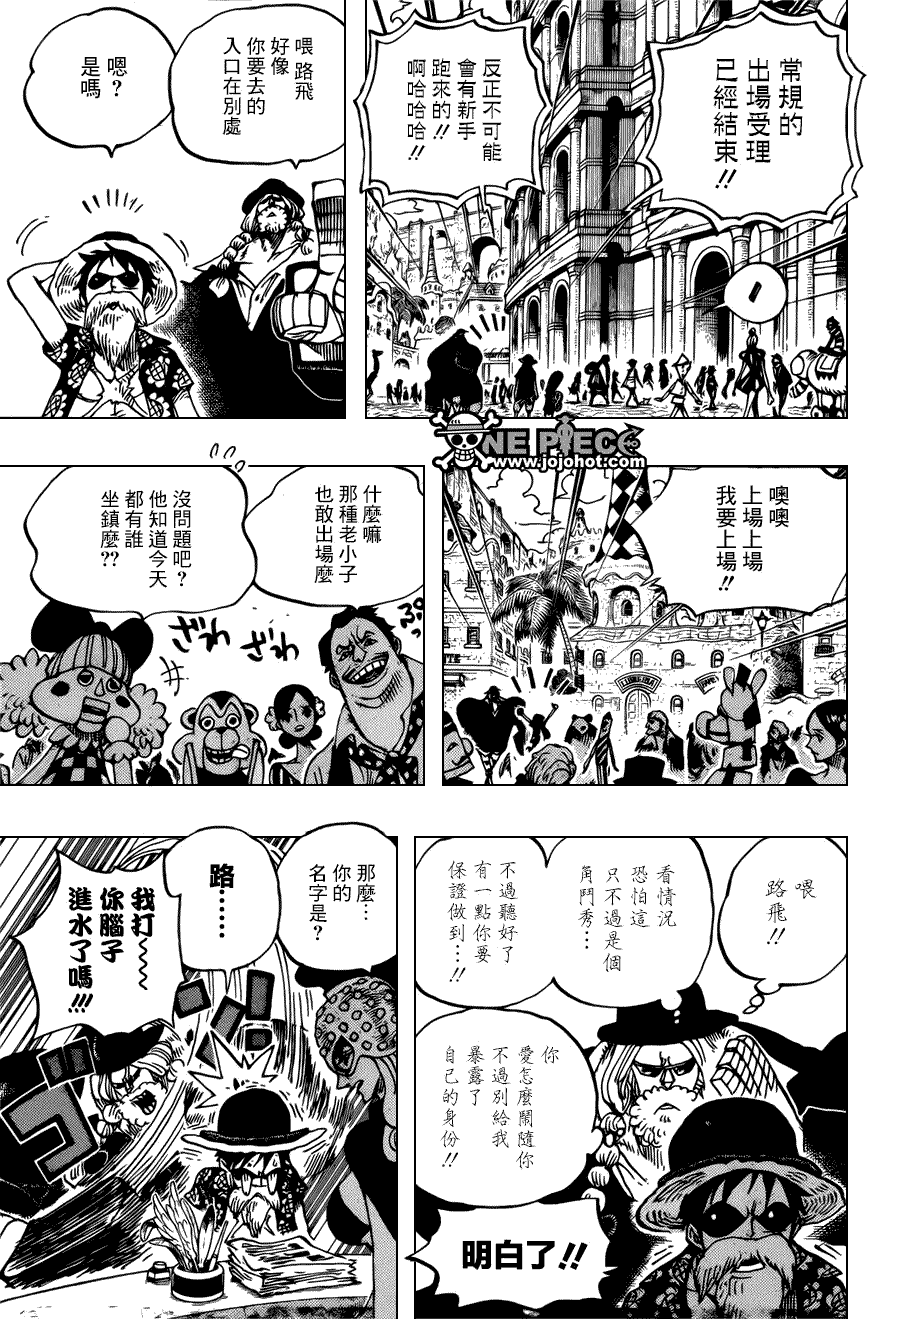 常規的
出場受理
已經結束!!
反正不可能
會有新手
跑來的!!
啊哈哈哈!!
喂 路飛
好像
你要去的
入口在別處
嗯?
是嗎
ONE PIECE
www.jojohot.com
噢噢
上場上場
我要上場!!
什麼嘛
那種老小子
也敢出場麼
沒問題吧?
他知道今天
都有誰
坐鎮麼??
ざわ
ざわ
喂
路飛!!
看情況
恐怕這
只不過是個
角鬥秀…
不過聽好了
有一點你要
保證做到…!!
你
愛怎麼鬧隨你
不過別給我
暴露了
自己的身份!!
明白了!!
那麼…
你的
名字是?
路……
我打~~
你腦子
進水了嗎!!!
ゴ